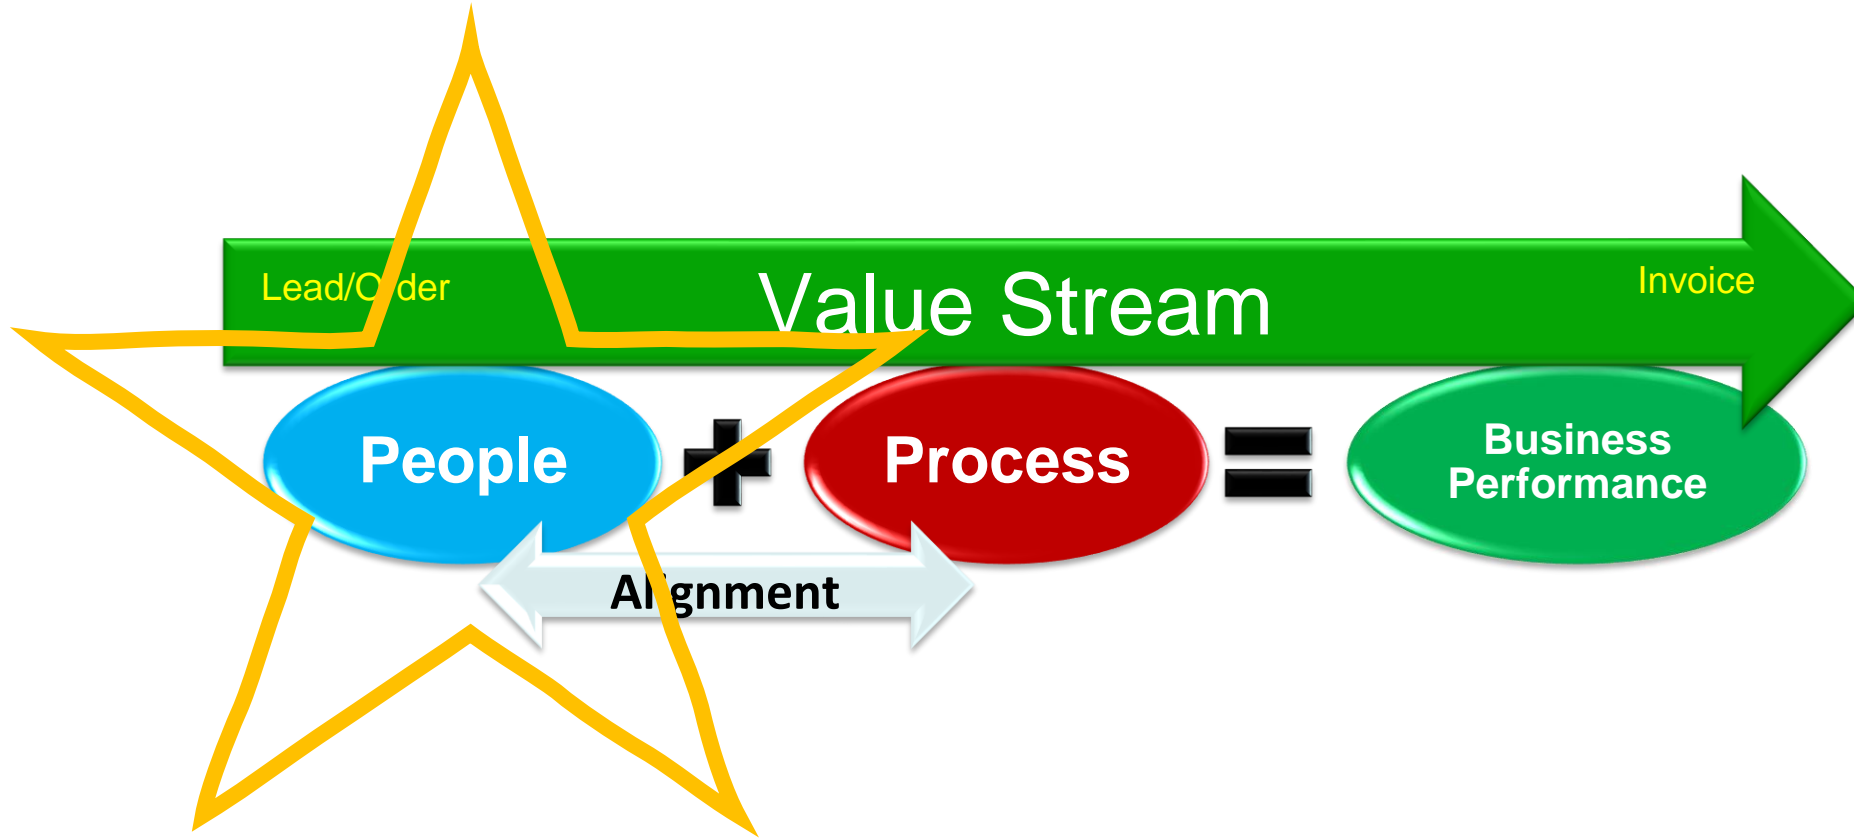 Lead/Order
Value Stream
Invoice
People
Process
Business
Performance
Alignment